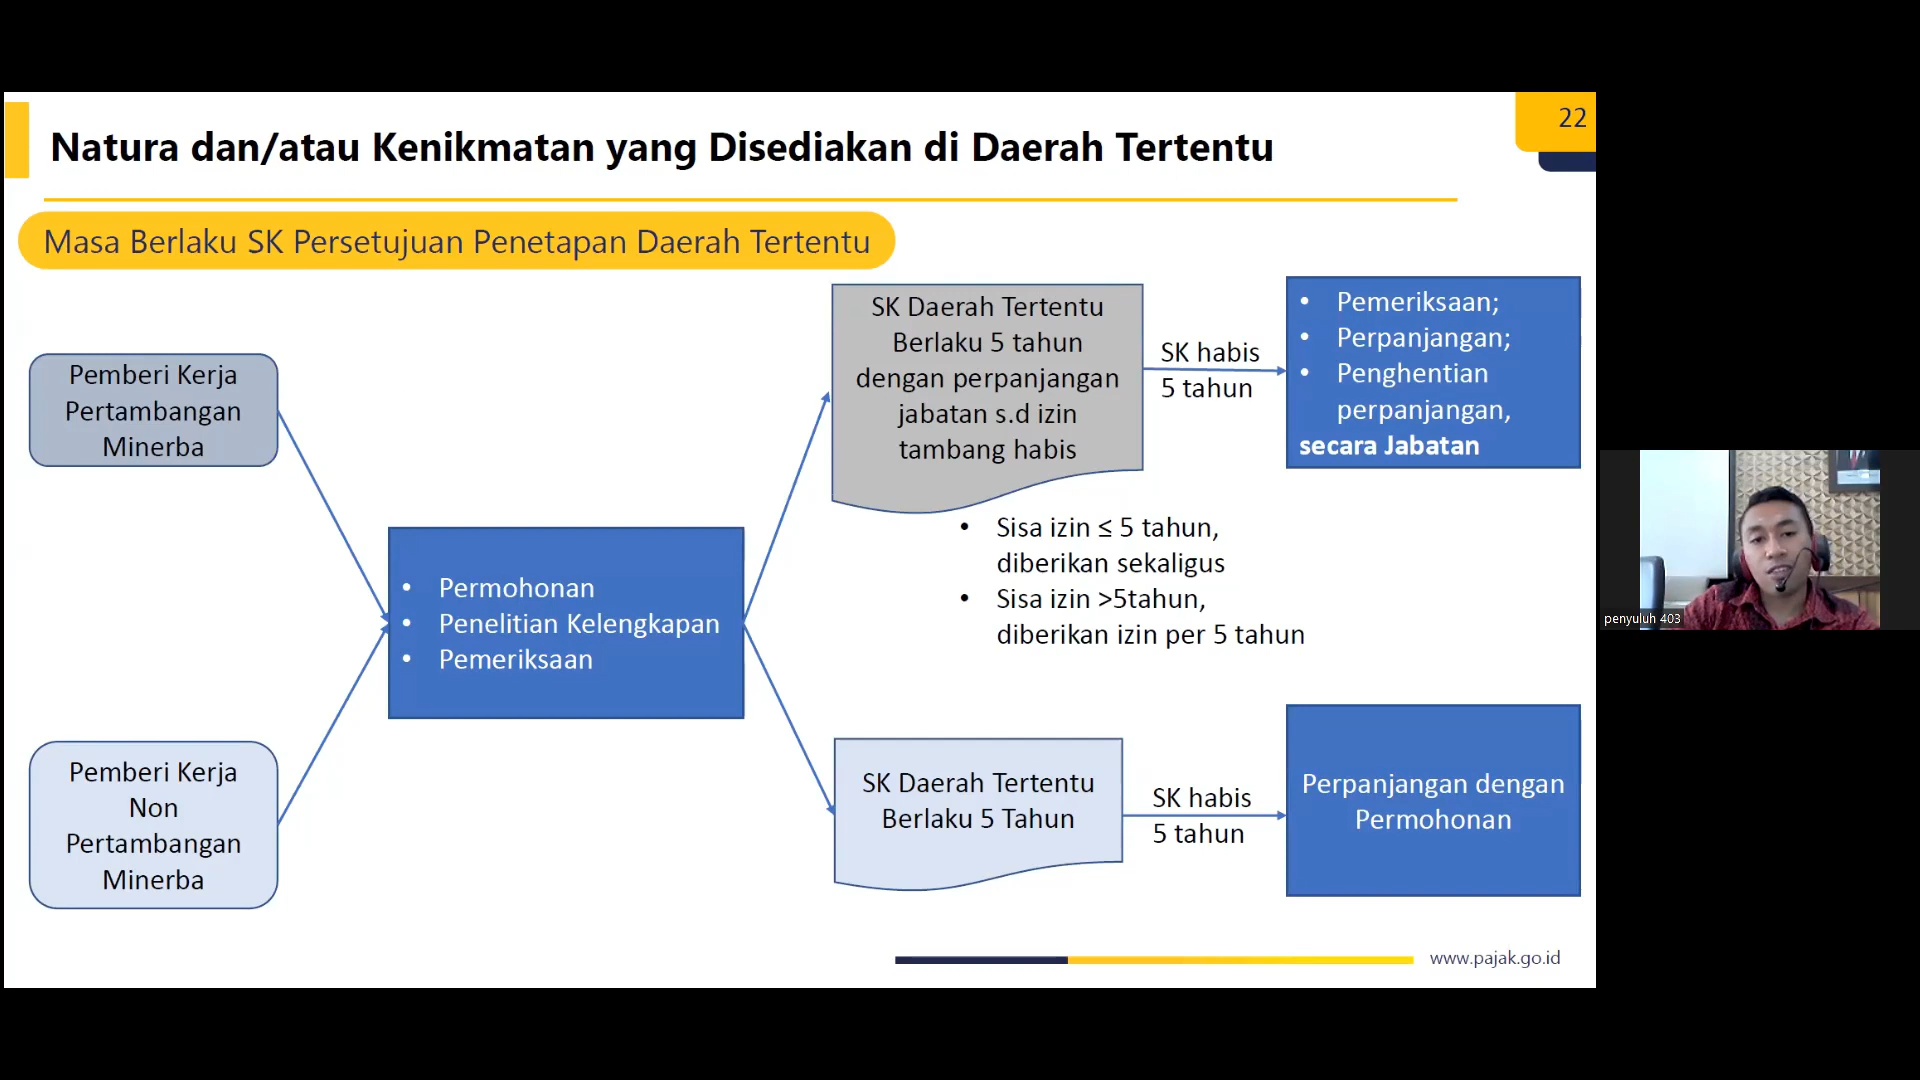 22
Natura dan/atau Kenikmatan yang Disediakan di Daerah Tertentu
Masa Berlaku SK Persetujuan Penetapan Daerah Tertentu
Pemberi Kerja
Pertambangan
Minerba
Pemberi Kerja
Non
Pertambangan
Minerba
• Permohonan
• Penelitian Kelengkapan
• Pemeriksaan
SK Daerah Tertentu
Berlaku 5 tahun
dengan perpanjangan
jabatan s.d izin
tambang habis
SK habis
5 tahun
• Pemeriksaan;
• Perpanjangan;
• Penghentian
perpanjangan,
secara Jabatan
• Sisa izin ≤ 5 tahun,
diberikan sekaligus
• Sisa izin >5tahun,
diberikan izin per 5 tahun
SK Daerah Tertentu
Berlaku 5 Tahun
SK habis
5 tahun
Perpanjangan dengan
Permohonan
www.pajak.go.id
penyuluh 403